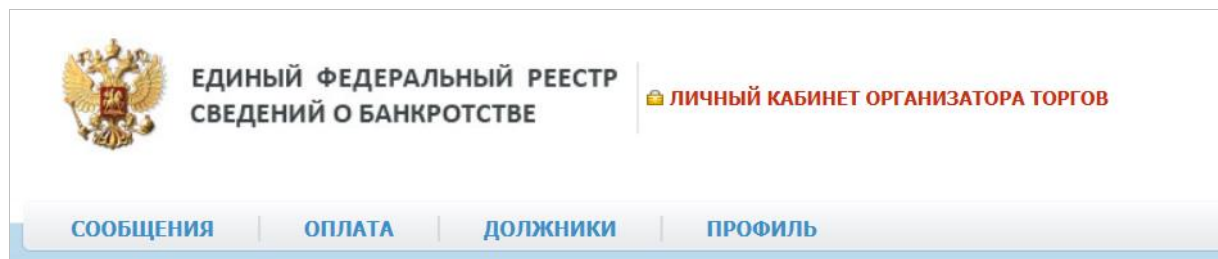 ЕДИНЫЙ ФЕДЕРАЛЬНЫЙ РЕЕСТР
СВЕДЕНИЙ О БАНКРОТСТВЕ
ЛИЧНЫЙ КАБИНЕТ ОРГАНИЗАТОРА ТОРГОВ
СООБЩЕНИЯ ОПЛАТА ДОЛЖНИКИ ПРОФИЛЬ